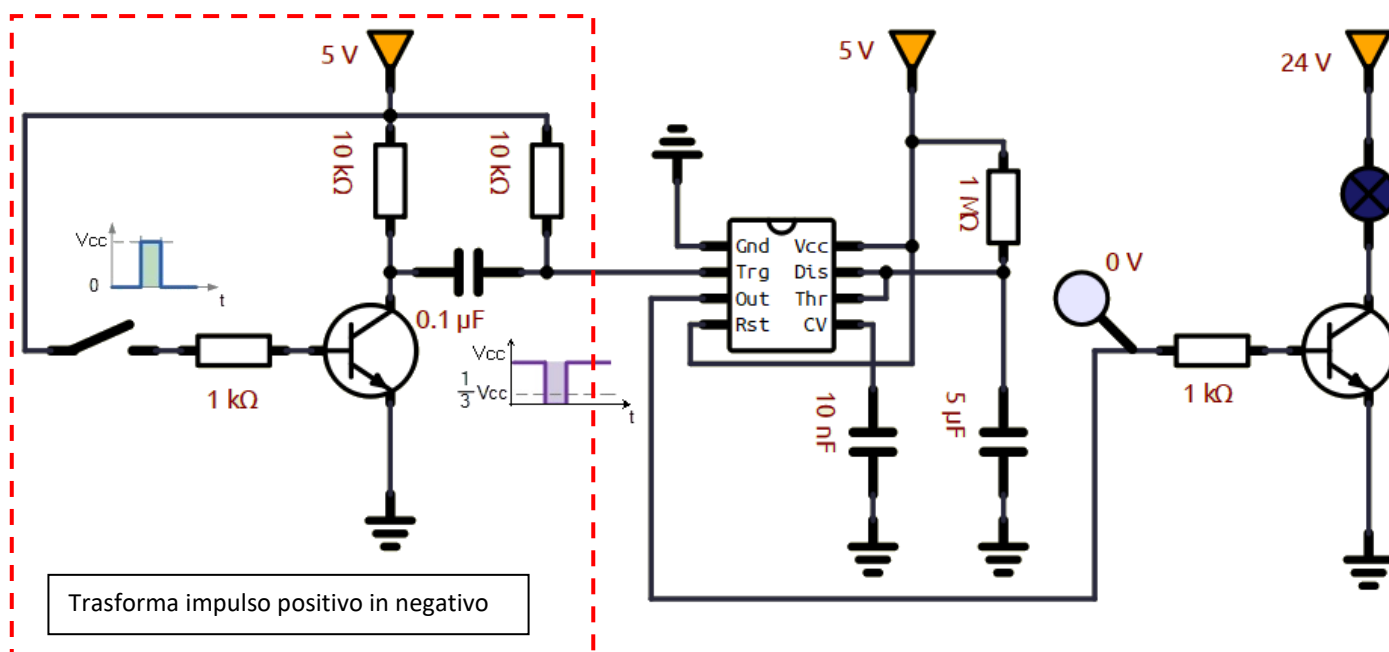 5 V
5 V
24 V
10 kΩ
10 kΩ
1 MΩ
Vcc
0
t
Gnd
Vcc
Trg
Dis
Out
Thr
Rst
CV
0 V
0.1 µF
1 kΩ
Vcc
1/3 Vcc
t
10 nF
5 µF
1 kΩ
Trasforma impulso positivo in negativo